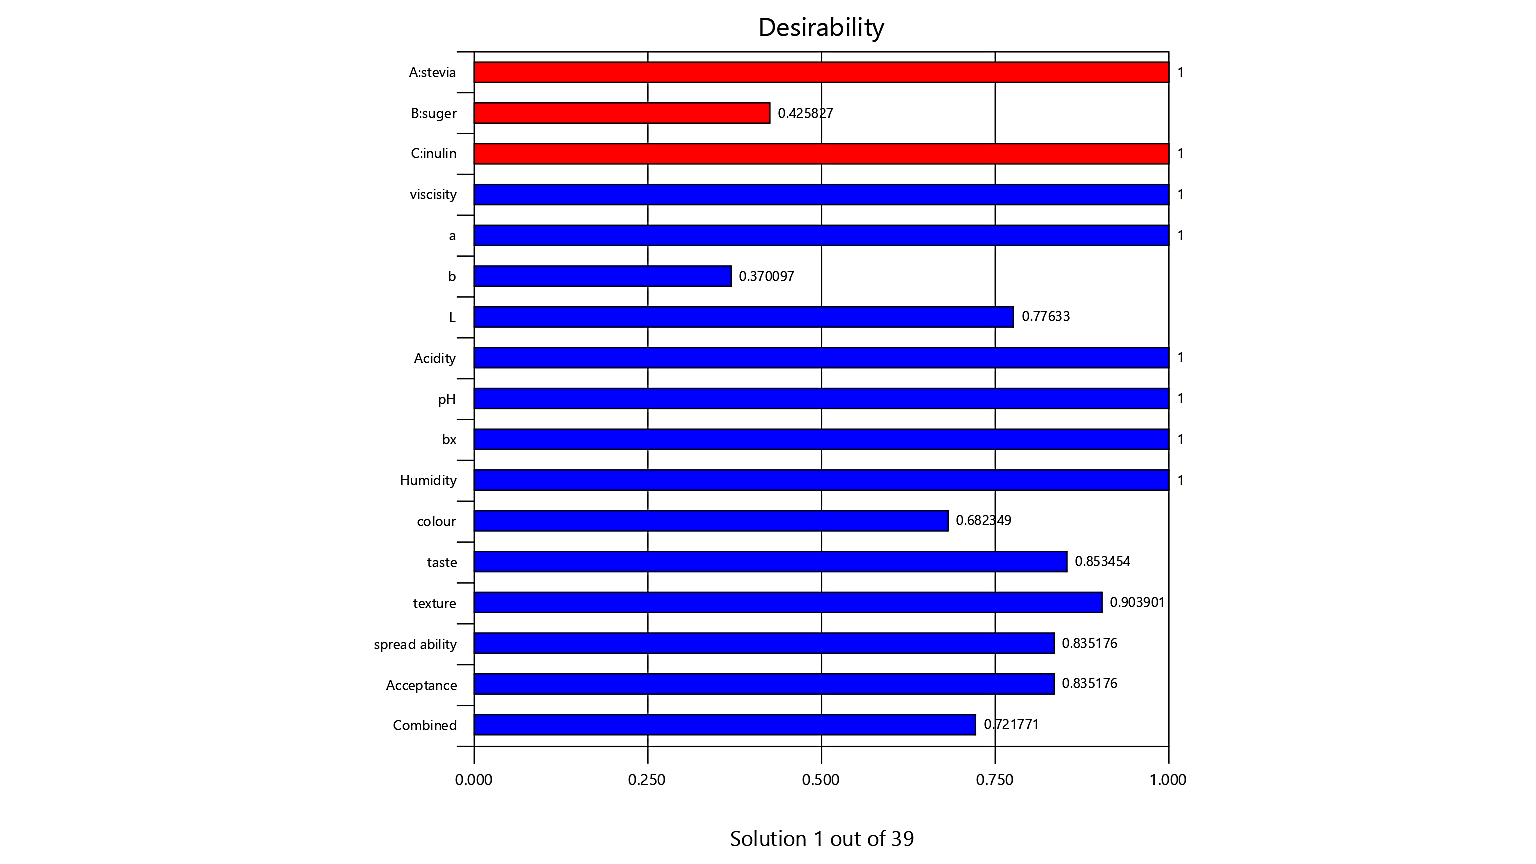 Desirability
A:stevia 1
B:suger 0.425827
C:inulin 1
viscisity 1
a 1
b 0.370097
L 0.77633
Acidity 1
pH 1
bx 1
Humidity 1
colour 0.682349
taste 0.853454
texture 0.903901
spread ability 0.835176
Acceptance 0.835176
Combined 0.721771
0.000 0.250 0.500 0.750 1.000
Solution 1 out of 39